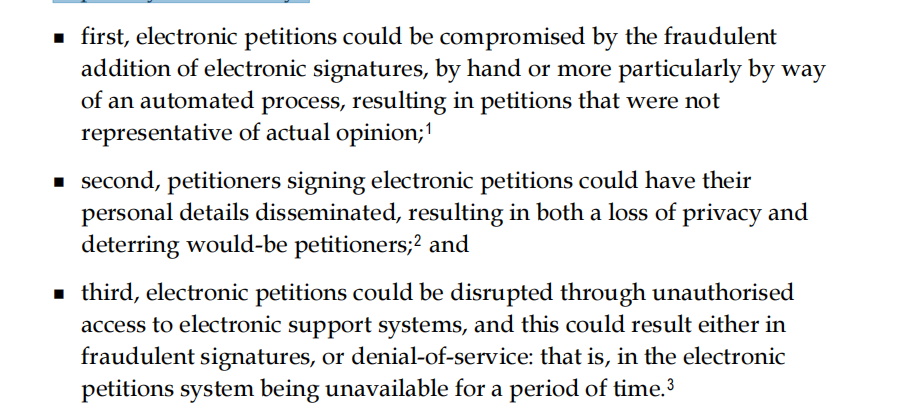 ▪ first, electronic petitions could be compromised by the fraudulent
addition of electronic signatures, by hand or more particularly by way
of an automated process, resulting in petitions that were not
representative of actual opinion;1
▪ second, petitioners signing electronic petitions could have their
personal details disseminated, resulting in both a loss of privacy and
deterring would-be petitioners;2 and
▪ third, electronic petitions could be disrupted through unauthorised
access to electronic support systems, and this could result either in
fraudulent signatures, or denial-of-service: that is, in the electronic
petitions system being unavailable for a period of time.3